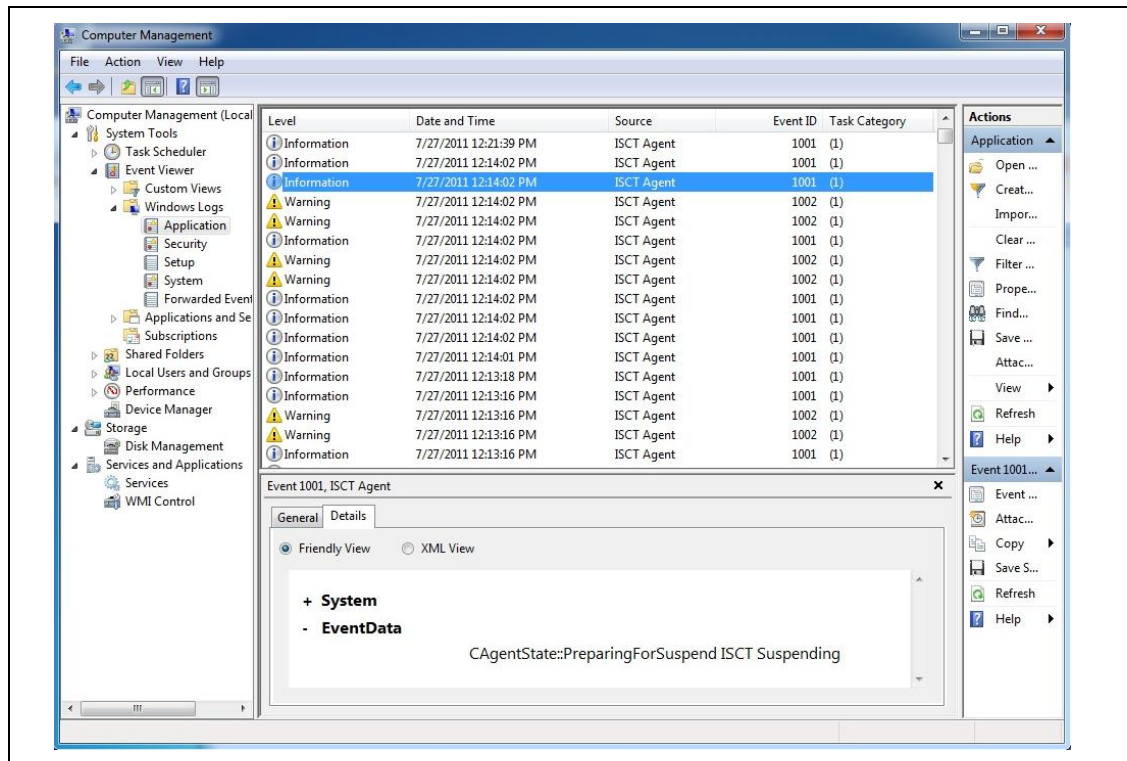 Computer Management
File Action View Help
Computer Management (Local
System Tools
Task Scheduler
Event Viewer
Custom Views
Windows Logs
Application
Security
Setup
System
Forwarded Event
Applications and Se
Subscriptions
Shared Folders
Local Users and Groups
Performance
Device Manager
Storage
Disk Management
Services and Applications
Services
WMI Control
Level Date and Time Source Event ID Task Category
Information 7/27/2011 12:21:39 PM ISCT Agent 1001 (1)
Information 7/27/2011 12:14:02 PM ISCT Agent 1001 (1)
Information 7/27/2011 12:14:02 PM ISCT Agent 1001 (1)
Warning 7/27/2011 12:14:02 PM ISCT Agent 1002 (1)
Warning 7/27/2011 12:14:02 PM ISCT Agent 1002 (1)
Information 7/27/2011 12:14:02 PM ISCT Agent 1001 (1)
Warning 7/27/2011 12:14:02 PM ISCT Agent 1002 (1)
Warning 7/27/2011 12:14:02 PM ISCT Agent 1002 (1)
Information 7/27/2011 12:14:02 PM ISCT Agent 1001 (1)
Information 7/27/2011 12:14:02 PM ISCT Agent 1001 (1)
Information 7/27/2011 12:14:02 PM ISCT Agent 1001 (1)
Information 7/27/2011 12:14:01 PM ISCT Agent 1001 (1)
Information 7/27/2011 12:13:18 PM ISCT Agent 1001 (1)
Information 7/27/2011 12:13:16 PM ISCT Agent 1001 (1)
Warning 7/27/2011 12:13:16 PM ISCT Agent 1002 (1)
Warning 7/27/2011 12:13:16 PM ISCT Agent 1002 (1)
Information 7/27/2011 12:13:16 PM ISCT Agent 1001 (1)
Event 1001, ISCT Agent
General Details
Friendly View XML View
+ System
- EventData
CAgentState::PreparingForSuspend ISCT Suspending
Actions
Application
Open ...
Creat...
Impor...
Clear ...
Filter ...
Prope...
Find...
Save ...
Attac...
View
Refresh
Help
Event 1001...
Event ...
Attac...
Copy
Save S...
Refresh
Help